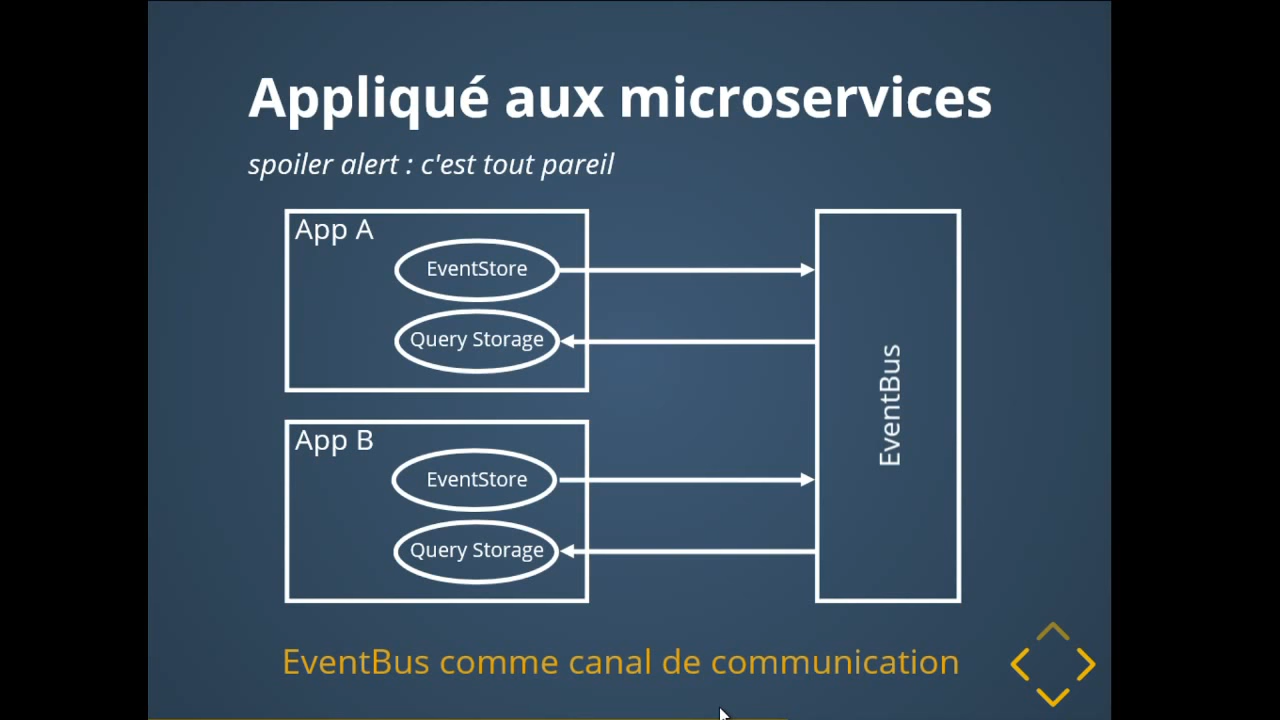 Appliqué aux microservices
spoiler alert : c'est tout pareil
App A
EventStore
Query Storage
App B
EventStore
Query Storage
EventBus
EventBus comme canal de communication